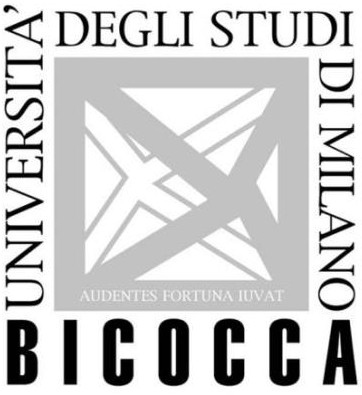 UNIVERSITA'
DEGLI STUDI
DI MILANO
AUDENTES FORTUNA IUVAT
BICOCCA